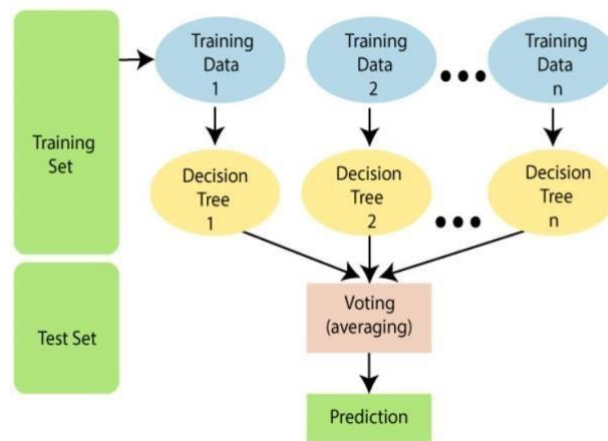 Training
Set
Test Set
Training
Data
1
Training
Data
2
Training
Data
n
Decision
Tree
1
Decision
Tree
2
Decision
Tree
n
Voting
(averaging)
Prediction